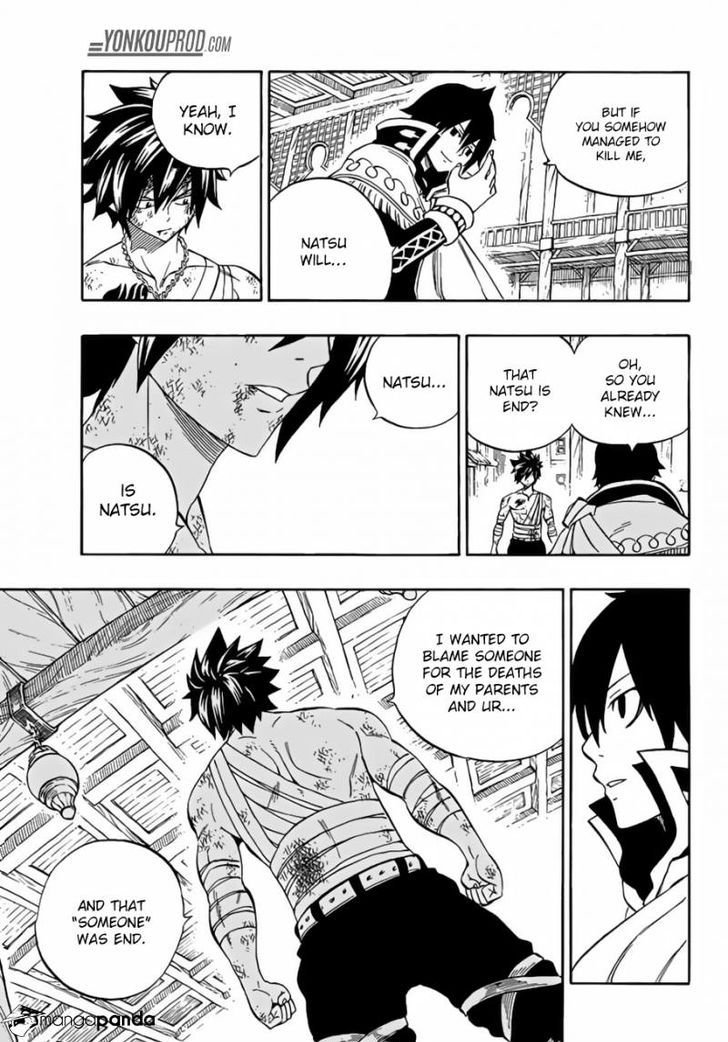 =YONKOUPROD.COM
BUT IF
YOU SOMEHOW
MANAGED TO
KILL ME,
NATSU
WILL...
YEAH, I
KNOW.
OH,
SO YOU
ALREADY
KNEW...
THAT
NATSU IS
END?
NATSU...
IS
NATSU.
I WANTED TO
BLAME SOMEONE
FOR THE DEATHS
OF MY PARENTS
AND UR...
AND THAT
"SOMEONE"
WAS END.
mangapanda